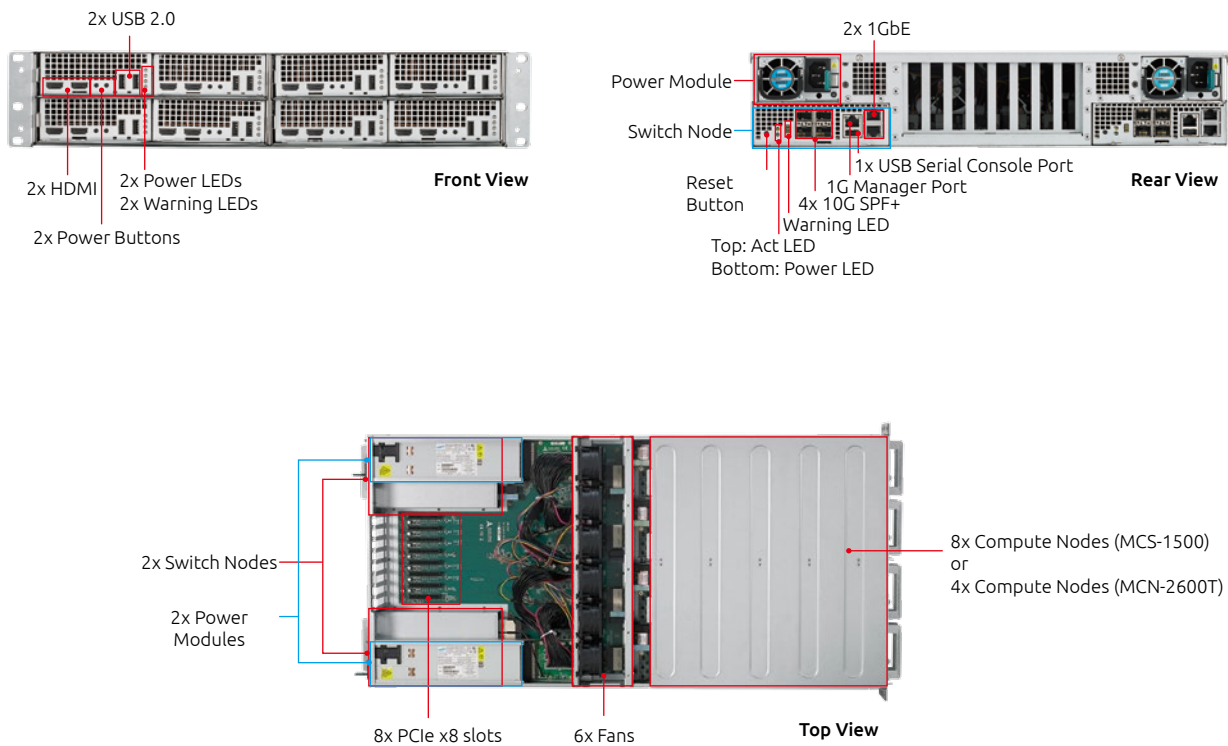 2x USB 2.0
2x HDMI
2x Power LEDs
2x Warning LEDs
2x Power Buttons
Front View
2x 1GbE
Power Module
Switch Node
1x USB Serial Console Port
Reset
Button
1G Manager Port
4x 10G SPF+
Warning LED
Top: Act LED
Bottom: Power LED
Rear View
2x Switch Nodes
2x Power
Modules
8x PCIe x8 slots
6x Fans
8x Compute Nodes (MCS-1500)
or
4x Compute Nodes (MCN-2600T)
Top View